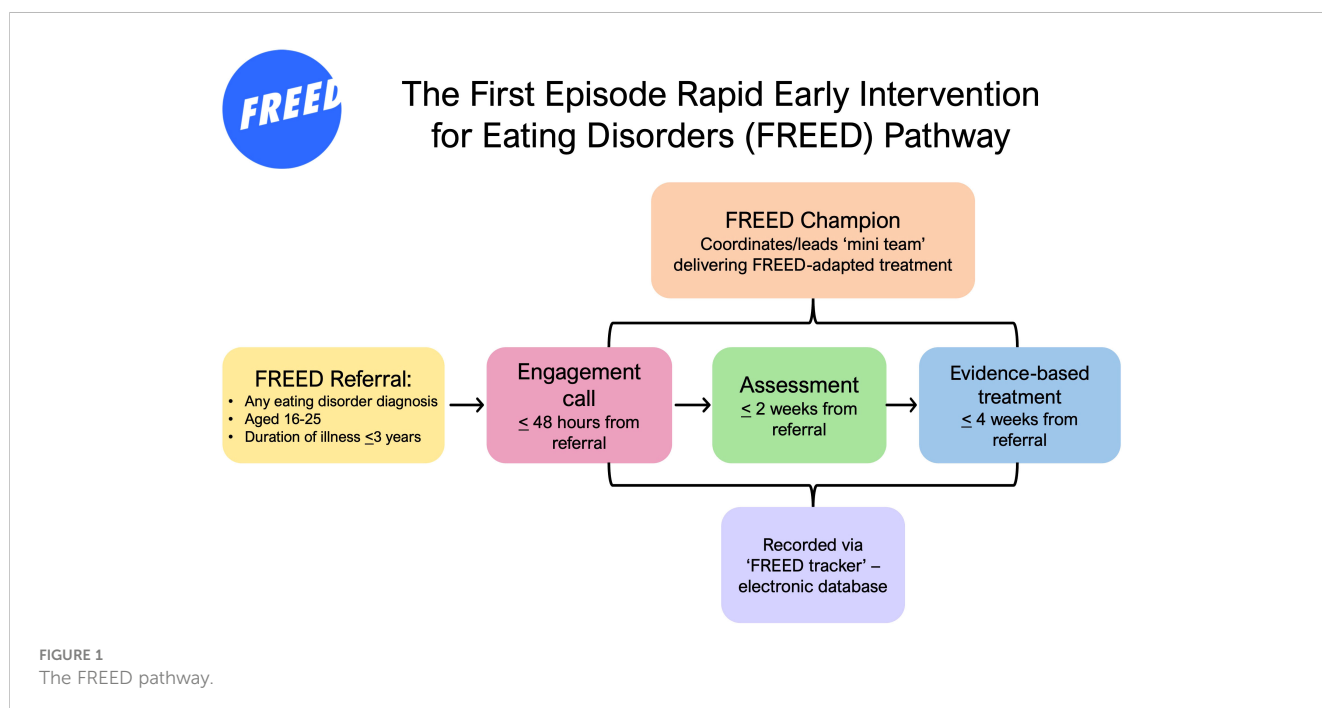 FREED
The First Episode Rapid Early Intervention
for Eating Disorders (FREED) Pathway
FREED Champion
Coordinates/leads ‘mini team’
delivering FREED-adapted treatment
FREED Referral:
• Any eating disorder diagnosis
• Aged 16-25
• Duration of illness ≤3 years
Engagement
call
≤ 48 hours from
referral
Assessment
≤ 2 weeks from
referral
Evidence-based
treatment
≤ 4 weeks from
referral
Recorded via
‘FREED tracker’ –
electronic database
FIGURE 1
The FREED pathway.